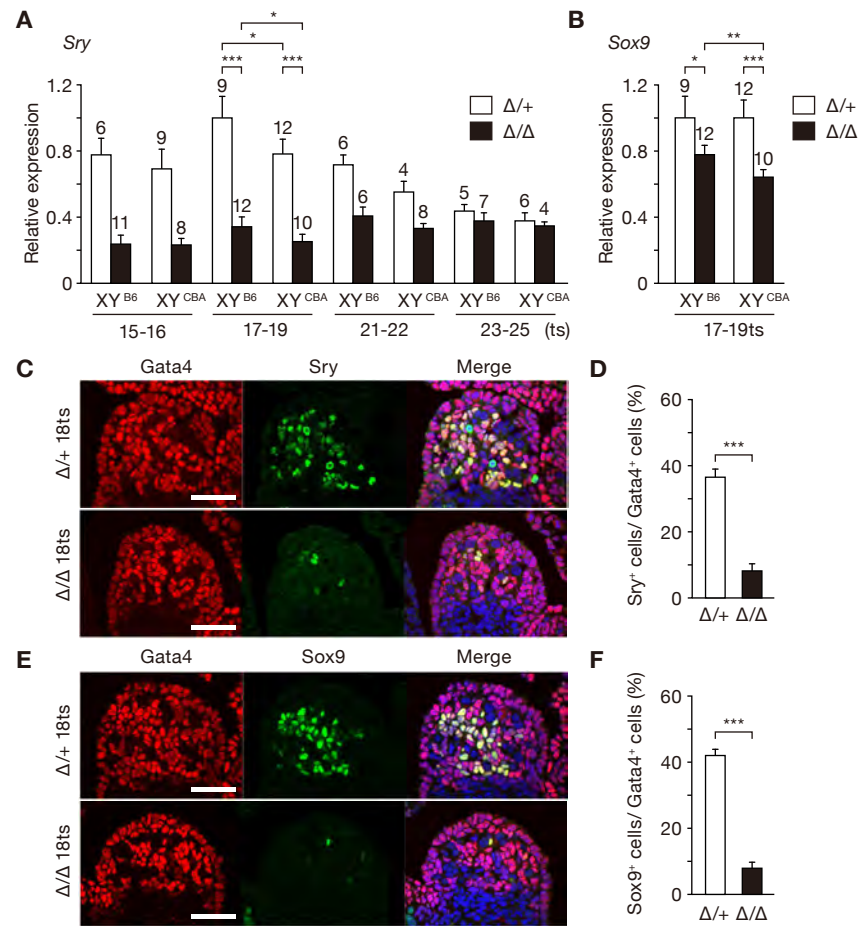 A
Sry
Relative expression
1.2
0.8
0.4
0
* 
* 
*** ***
6 11 9 8 9 12 12 10 6 6 4 8 5 7 6 4
Δ/+
Δ/Δ
XY B6 XY CBA XY B6 XY CBA XY B6 XY CBA XY B6 XY CBA
15-16 17-19 21-22 23-25 (ts)
B
Sox9
Relative expression
1.2
0.8
0.4
0
**
* ***
9 12 12 10
Δ/+
Δ/Δ
XY B6 XY CBA
17-19ts
C
Gata4 Sry Merge
Δ/+ 18ts
Δ/Δ 18ts
D
Sry+ cells/ Gata4+ cells (%)
60
40
20
0
***
Δ/+ Δ/Δ
E
Gata4 Sox9 Merge
Δ/+ 18ts
Δ/Δ 18ts
F
Sox9+ cells/ Gata4+ cells (%)
60
40
20
0
***
Δ/+ Δ/Δ